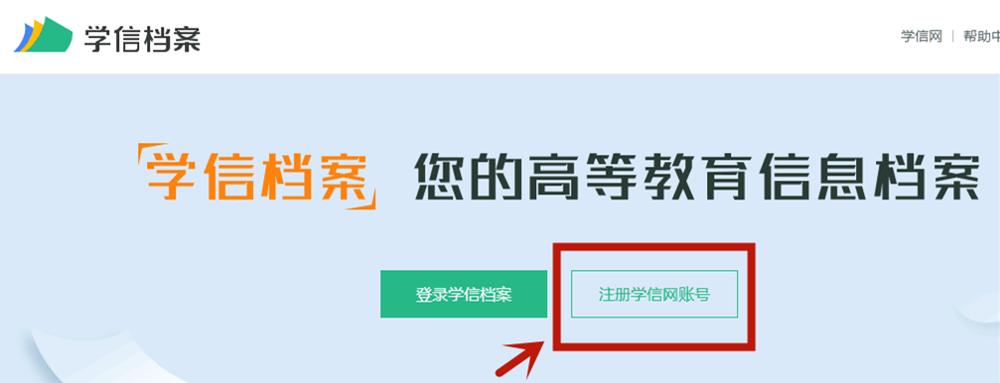 学信档案
学信网 | 帮助中
学信档案 您的高等教育信息档案
登录学信档案
注册学信网账号